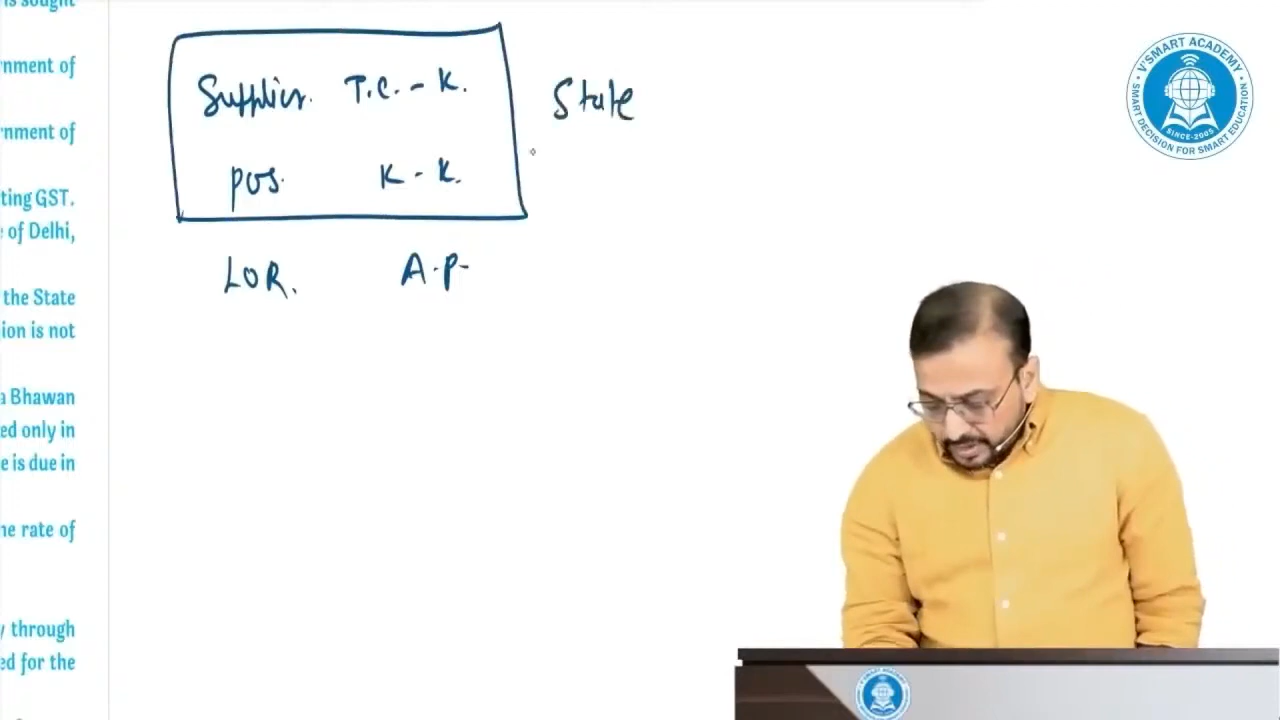 is sought
rnment of
rnment of
ting GST.
e of Delhi,
the State
ion is not
a Bhawan
ed only in
e is due in
he rate of
y through
ed for the
Supplier. T.C. - K. State
pos. K - K.
LOR. A.P-
V'SMART ACADEMY
SMART DECISION FOR SMART EDUCATION
SINCE-2005